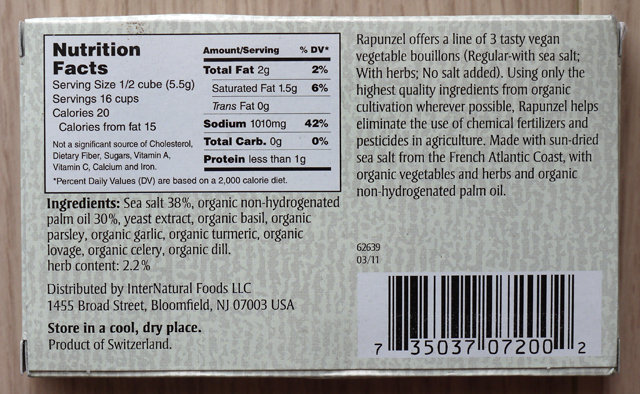 Nutrition
Facts
Serving Size 1/2 cube (5.5g)
Servings 16 cups
Calories 20
Calories from fat 15
Not a significant source of Cholesterol,
Dietary Fiber, Sugars, Vitamin A,
Vitamin C, Calcium and Iron.
Amount/Serving % DV*
Total Fat 2g 2%
Saturated Fat 1.5g 6%
Trans Fat 0g
Sodium 1010mg 42%
Total Carb. 0g 0%
Protein less than 1g
*Percent Daily Values (DV) are based on a 2,000 calorie diet.
Ingredients: Sea salt 38%, organic non-hydrogenated
palm oil 30%, yeast extract, organic basil, organic
parsley, organic garlic, organic turmeric, organic
lovage, organic celery, organic dill.
herb content: 2.2%
Distributed by InterNatural Foods LLC
1455 Broad Street, Bloomfield, NJ 07003 USA
Store in a cool, dry place.
Product of Switzerland.
Rapunzel offers a line of 3 tasty vegan
vegetable bouillons (Regular-with sea salt;
With herbs; No salt added). Using only the
highest quality ingredients from organic
cultivation wherever possible, Rapunzel helps
eliminate the use of chemical fertilizers and
pesticides in agriculture. Made with sun-dried
sea salt from the French Atlantic Coast, with
organic vegetables and herbs and organic
non-hydrogenated palm oil.
62639
03/11
7 35037 07200 2